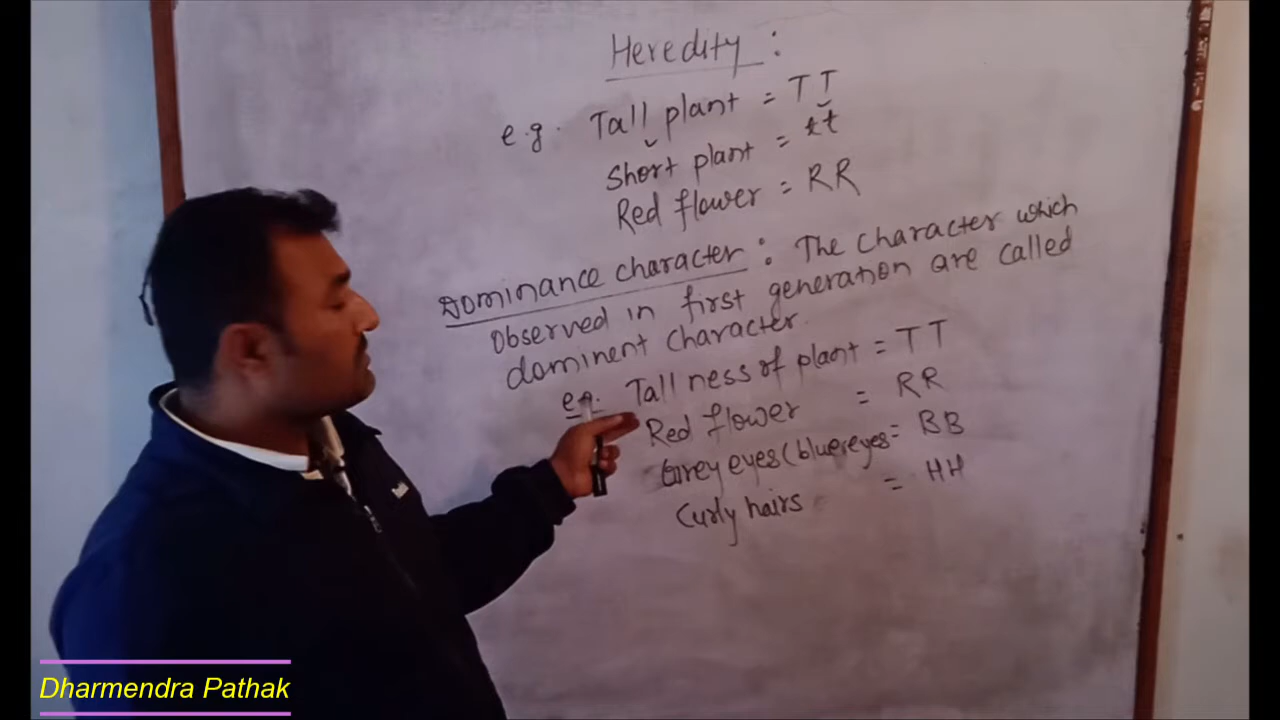 Heredity :
e.g. Tall plant = TT
Short plant = tt
Red flower = RR
Dominance character : The character which
observed in first generation are called
dominent character.
eg. Tallness of plant = TT
Red flower = RR
Grey eyes (blue eyes = BB
Curly hairs = HH
Dharmendra Pathak